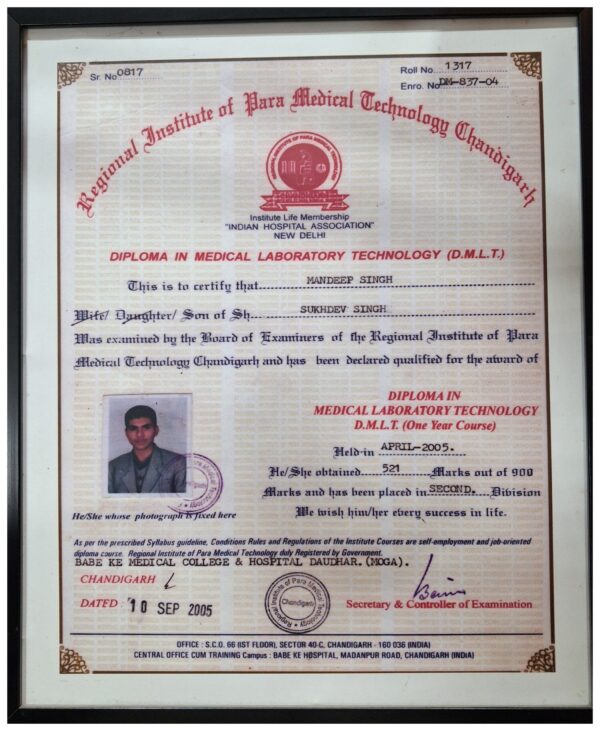 Sr. No 0817
Roll No. 1317
Enro. No DM-837-04
Regional Institute of Para Medical Technology Chandigarh
Institute Life Membership
"INDIAN HOSPITAL ASSOCIATION"
NEW DELHI
DIPLOMA IN MEDICAL LABORATORY TECHNOLOGY (D.M.L.T.)
This is to certify that MANDEEP SINGH
Wife/ Daughter/ Son of Sh. SUKHDEV SINGH
Was examined by the Board of Examiners of the Regional Institute of Para
Medical Technology Chandigarh and has been declared qualified for the award of
DIPLOMA IN
MEDICAL LABORATORY TECHNOLOGY
D.M.L.T. (One Year Course)
Held-in APRIL-2005.
He/She obtained 521 Marks out of 900
Marks and has been placed in SECOND. Division
We wish him/her every success in life.
He/She whose photograph is fixed here
As per the prescribed Syllabus guideline, Conditions Rules and Regulations of the Institute Courses are self-employment and job-oriented
diploma course. Regional Institute of Para Medical Technology duly Registered by Government.
BABE KE MEDICAL COLLEGE & HOSPITAL DAUDHAR.(MOGA).
CHANDIGARH
DATED : 10 SEP 2005
Regional Institute of Para Medical Technology
Chandigarh
Secretary & Controller of Examination
OFFICE : S.C.O. 66 (IST FLOOR), SECTOR 40-C, CHANDIGARH - 160 036 (INDIA)
CENTRAL OFFICE CUM TRAINING Campus : BABE KE HOSPITAL, MADANPUR ROAD, CHANDIGARH (INDIA)